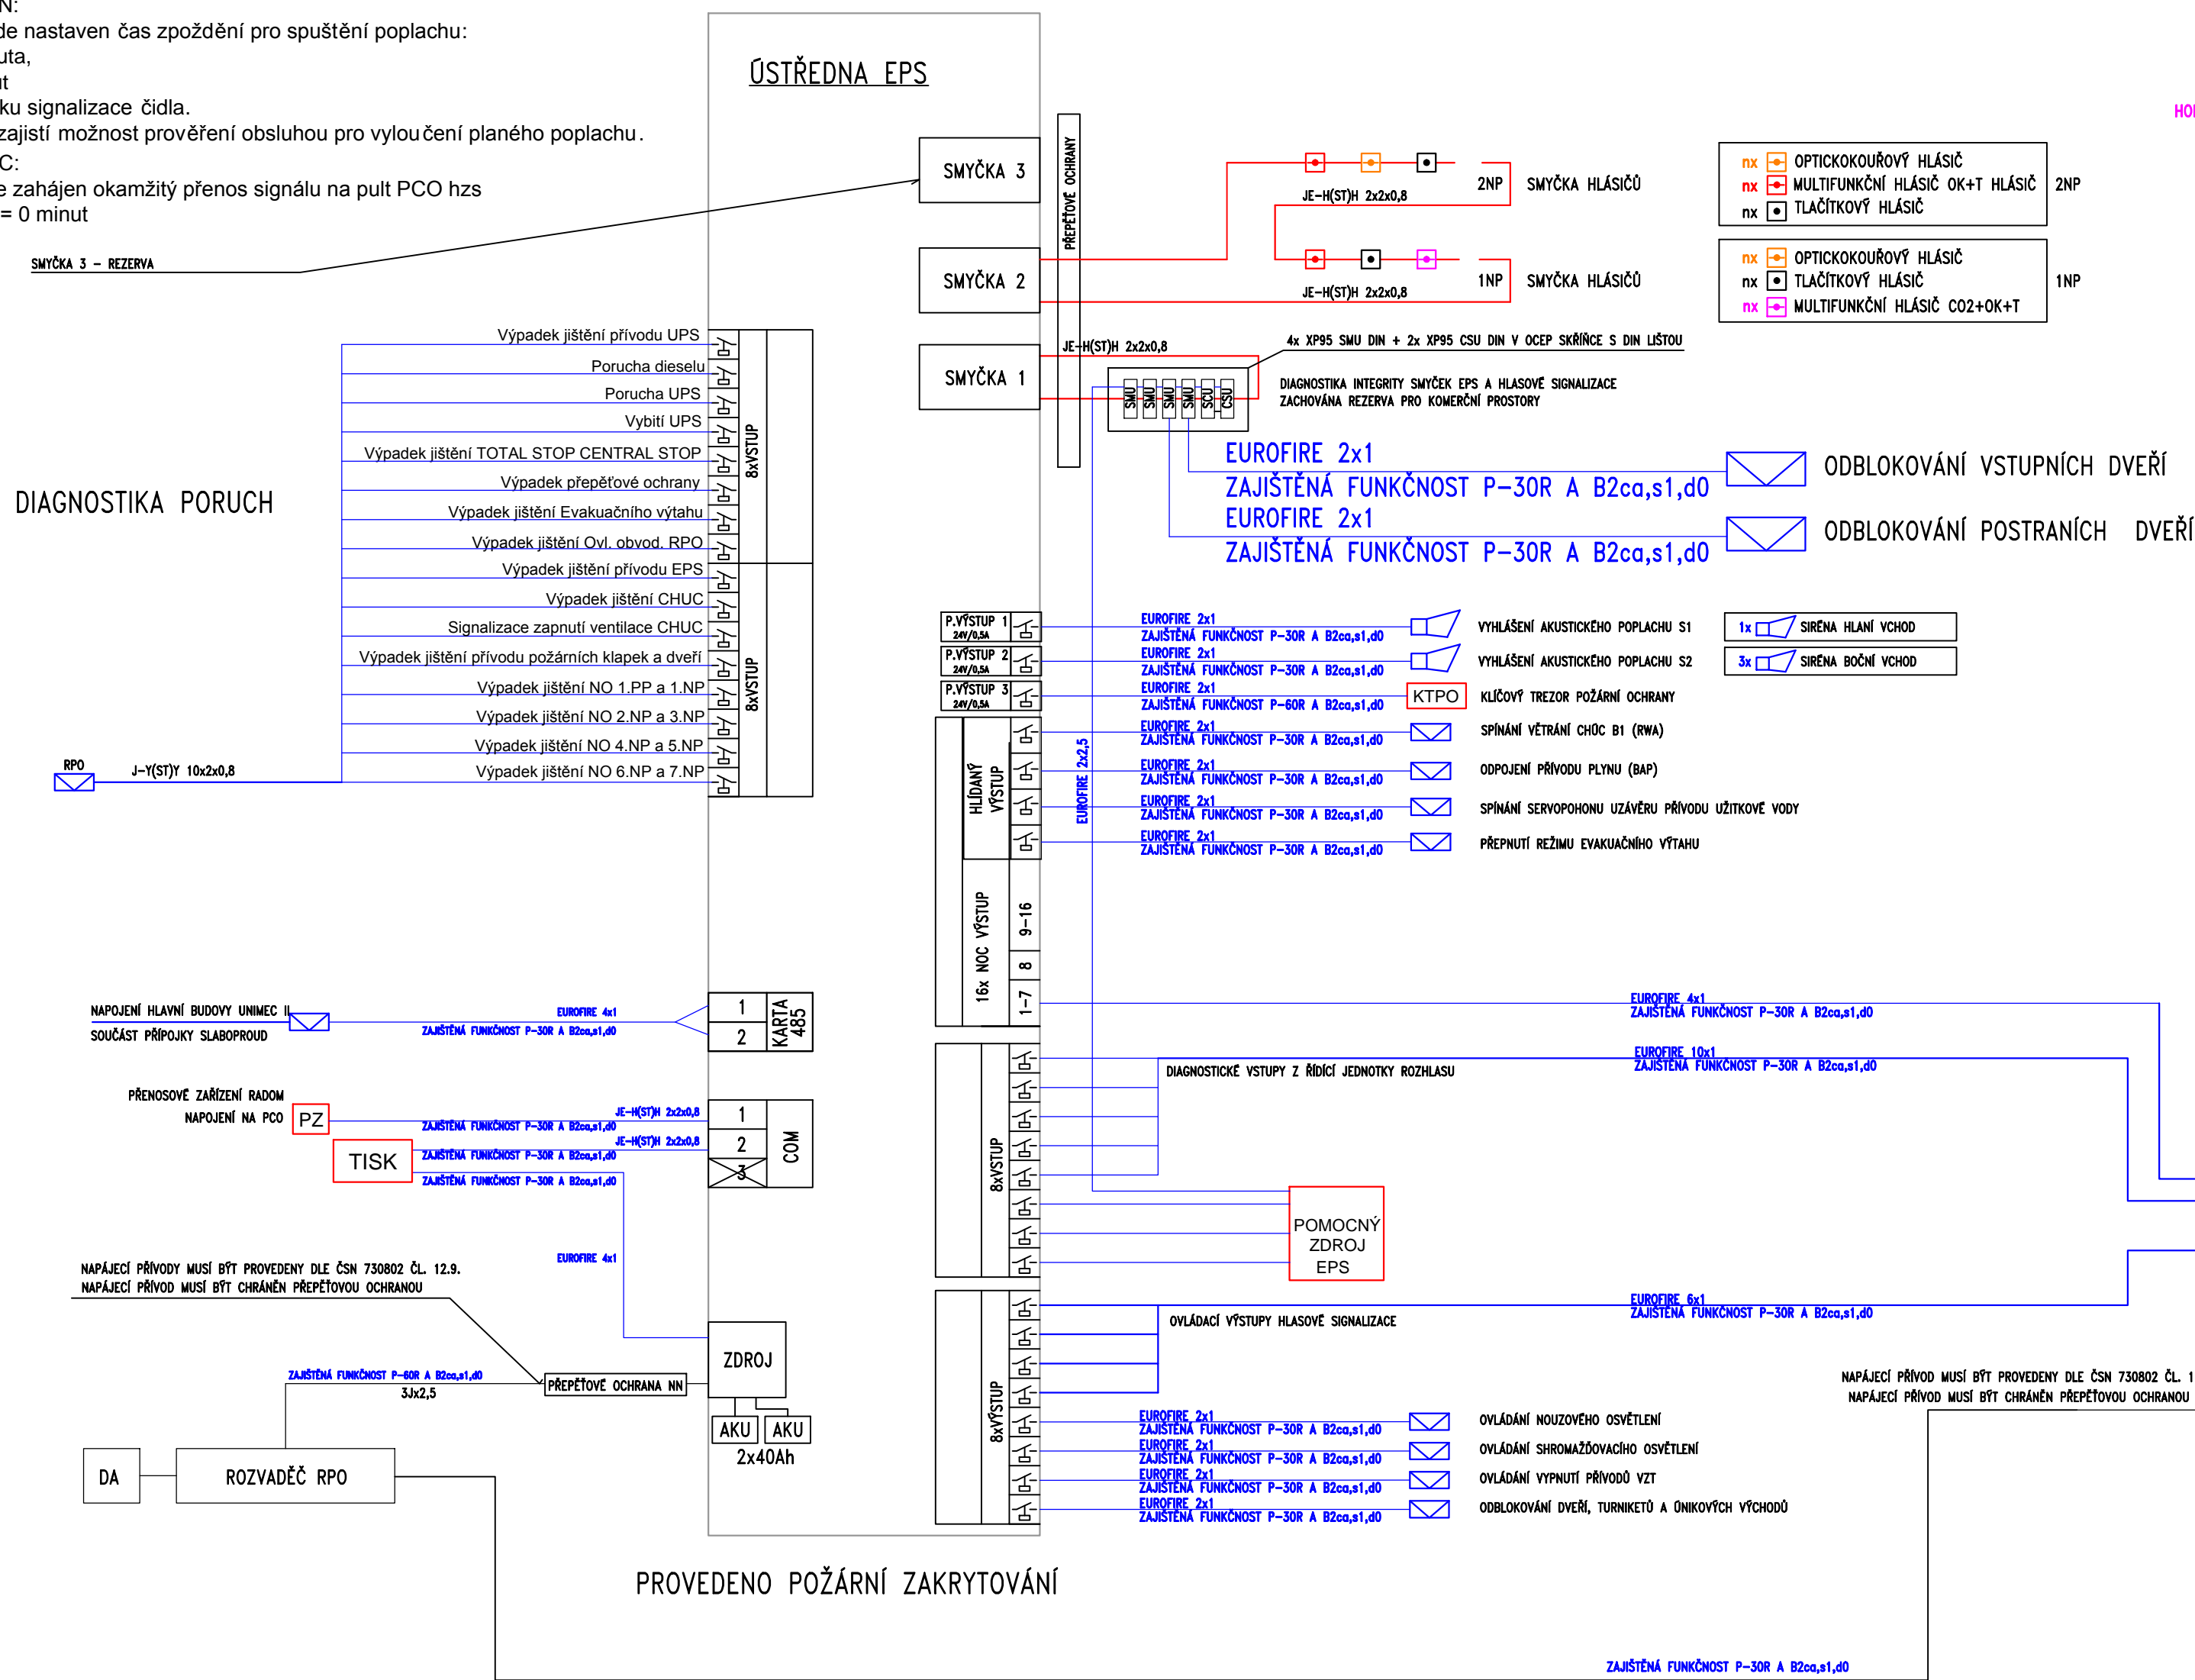 N:
de nastaven čas zpoždění pro spuštění poplachu:
uta,
ut
ku signalizace čidla.
zajistí možnost prověření obsluhou pro vyloučení planého poplachu.
C:
e zahájen okamžitý přenos signálu na pult PCO hzs
= 0 minut
SMYČKA 3 – REZERVA
ÚSTŘEDNA EPS
SMYČKA 3
SMYČKA 2
SMYČKA 1
PŘEPĚŤOVÉ OCHRANY
JE-H(ST)H 2x2x0,8
2NP
SMYČKA HLÁSIČŮ
JE-H(ST)H 2x2x0,8
1NP
SMYČKA HLÁSIČŮ
nx OPTICKOKOUŘOVÝ HLÁSIČ
nx MULTIFUNKČNÍ HLÁSIČ OK+T HLÁSIČ
nx TLAČÍTKOVÝ HLÁSIČ
2NP
nx OPTICKOKOUŘOVÝ HLÁSIČ
nx TLAČÍTKOVÝ HLÁSIČ
nx MULTIFUNKČNÍ HLÁSIČ CO2+OK+T
1NP
JE-H(ST)H 2x2x0,8
4x XP95 SMU DIN + 2x XP95 CSU DIN V OCEP SKŘÍŇCE S DIN LIŠTOU
SMU
SMU
SMU
SMU
SCU
CSU
DIAGNOSTIKA INTEGRITY SMYČEK EPS A HLASOVÉ SIGNALIZACE
ZACHOVÁNA REZERVA PRO KOMERČNÍ PROSTORY
EUROFIRE 2x1
ZAJIŠTĚNÁ FUNKČNOST P-30R A B2ca,s1,d0
ODBLOKOVÁNÍ VSTUPNÍCH DVEŘÍ
EUROFIRE 2x1
ZAJIŠTĚNÁ FUNKČNOST P-30R A B2ca,s1,d0
ODBLOKOVÁNÍ POSTRANÍCH DVEŘÍ
DIAGNOSTIKA PORUCH
Výpadek jištění přívodu UPS
Porucha dieselu
Porucha UPS
Vybití UPS
Výpadek jištění TOTAL STOP CENTRAL STOP
Výpadek přepěťové ochrany
Výpadek jištění Evakuačního výtahu
Výpadek jištění Ovl. obvod. RPO
8xVSTUP
Výpadek jištění přívodu EPS
Výpadek jištění CHUC
Signalizace zapnutí ventilace CHUC
Výpadek jištění přívodu požárních klapek a dveří
Výpadek jištění NO 1.PP a 1.NP
Výpadek jištění NO 2.NP a 3.NP
Výpadek jištění NO 4.NP a 5.NP
Výpadek jištění NO 6.NP a 7.NP
8xVSTUP
RPO
J-Y(ST)Y 10x2x0,8
P.VÝSTUP 1
24V/0,5A
EUROFIRE 2x1
ZAJIŠTĚNÁ FUNKČNOST P-30R A B2ca,s1,d0
VYHLÁŠENÍ AKUSTICKÉHO POPLACHU S1
1x SIRÉNA HLANÍ VCHOD
P.VÝSTUP 2
24V/0,5A
EUROFIRE 2x1
ZAJIŠTĚNÁ FUNKČNOST P-30R A B2ca,s1,d0
VYHLÁŠENÍ AKUSTICKÉHO POPLACHU S2
3x SIRÉNA BOČNÍ VCHOD
P.VÝSTUP 3
24V/0,5A
EUROFIRE 2x1
ZAJIŠTĚNÁ FUNKČNOST P-60R A B2ca,s1,d0
KTPO
KLÍČOVÝ TREZOR POŽÁRNÍ OCHRANY
HLÍDANÝ
VÝSTUP
EUROFIRE 2x1
ZAJIŠTĚNÁ FUNKČNOST P-30R A B2ca,s1,d0
SPÍNÁNÍ VĚTRÁNÍ CHÚC B1 (RWA)
EUROFIRE 2x1
ZAJIŠTĚNÁ FUNKČNOST P-30R A B2ca,s1,d0
ODPOJENÍ PŘÍVODU PLYNU (BAP)
EUROFIRE 2x1
ZAJIŠTĚNÁ FUNKČNOST P-30R A B2ca,s1,d0
SPÍNÁNÍ SERVOPOHONU UZÁVĚRU PŘÍVODU UŽITKOVÉ VODY
EUROFIRE 2x1
ZAJIŠTĚNÁ FUNKČNOST P-30R A B2ca,s1,d0
PŘEPNUTÍ REŽIMU EVAKUAČNÍHO VÝTAHU
EUROFIRE 2x2,5
16x NOC VÝSTUP
9-16
8
1-7
EUROFIRE 4x1
ZAJIŠTĚNÁ FUNKČNOST P-30R A B2ca,s1,d0
NAPOJENÍ HLAVNÍ BUDOVY UNIMEC II
SOUČÁST PŘÍPOJKY SLABOPROUD
EUROFIRE 4x1
ZAJIŠTĚNÁ FUNKČNOST P-30R A B2ca,s1,d0
1
2
KARTA
485
EUROFIRE 10x1
ZAJIŠTĚNÁ FUNKČNOST P-30R A B2ca,s1,d0
DIAGNOSTICKÉ VSTUPY Z ŘÍDÍCÍ JEDNOTKY ROZHLASU
8xVSTUP
PŘENOSOVÉ ZAŘÍZENÍ RADOM
NAPOJENÍ NA PCO
PZ
JE-H(ST)H 2x2x0,8
ZAJIŠTĚNÁ FUNKČNOST P-30R A B2ca,s1,d0
TISK
JE-H(ST)H 2x2x0,8
ZAJIŠTĚNÁ FUNKČNOST P-30R A B2ca,s1,d0
ZAJIŠTĚNÁ FUNKČNOST P-30R A B2ca,s1,d0
1
2
3
COM
POMOCNÝ
ZDROJ
EPS
EUROFIRE 4x1
NAPÁJECÍ PŘÍVODY MUSÍ BÝT PROVEDENY DLE ČSN 730802 ČL. 12.9.
NAPÁJECÍ PŘÍVOD MUSÍ BÝT CHRÁNĚN PŘEPĚŤOVOU OCHRANOU
EUROFIRE 6x1
ZAJIŠTĚNÁ FUNKČNOST P-30R A B2ca,s1,d0
OVLÁDACÍ VÝSTUPY HLASOVÉ SIGNALIZACE
8xVÝSTUP
ZDROJ
AKU
AKU
2x40Ah
ZAJIŠTĚNÁ FUNKČNOST P-60R A B2ca,s1,d0
3Jx2,5
PŘEPĚŤOVÉ OCHRANA NN
DA
ROZVADĚČ RPO
NAPÁJECÍ PŘÍVOD MUSÍ BÝT PROVEDENY DLE ČSN 730802 ČL. 1
NAPÁJECÍ PŘÍVOD MUSÍ BÝT CHRÁNĚN PŘEPĚŤOVOU OCHRANOU
EUROFIRE 2x1
ZAJIŠTĚNÁ FUNKČNOST P-30R A B2ca,s1,d0
OVLÁDÁNÍ NOUZOVÉHO OSVĚTLENÍ
EUROFIRE 2x1
ZAJIŠTĚNÁ FUNKČNOST P-30R A B2ca,s1,d0
OVLÁDÁNÍ SHROMAŽĎOVACÍHO OSVĚTLENÍ
EUROFIRE 2x1
ZAJIŠTĚNÁ FUNKČNOST P-30R A B2ca,s1,d0
OVLÁDÁNÍ VYPNUTÍ PŘÍVODŮ VZT
EUROFIRE 2x1
ZAJIŠTĚNÁ FUNKČNOST P-30R A B2ca,s1,d0
ODBLOKOVÁNÍ DVEŘÍ, TURNIKETŮ A ÚNIKOVÝCH VÝCHODŮ
PROVEDENO POŽÁRNÍ ZAKRYTOVÁNÍ
ZAJIŠTĚNÁ FUNKČNOST P-30R A B2ca,s1,d0